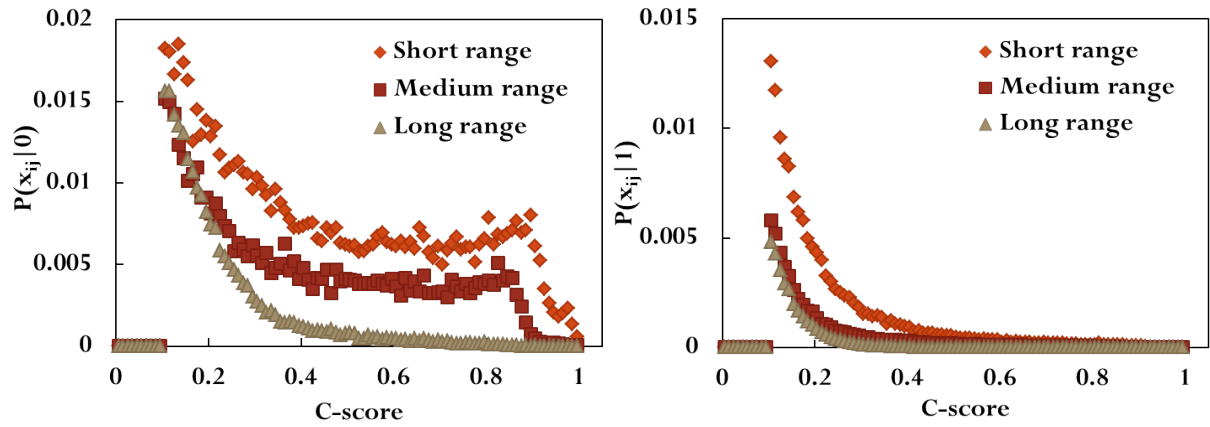 0.02
0.015
0.01
0.005
0
P(x_ij|0)
Short range
Medium range
Long range
0 0.2 0.4 0.6 0.8 1
C-score
0.015
0.01
0.005
0
P(x_ij|1)
Short range
Medium range
Long range
0 0.2 0.4 0.6 0.8 1
C-score